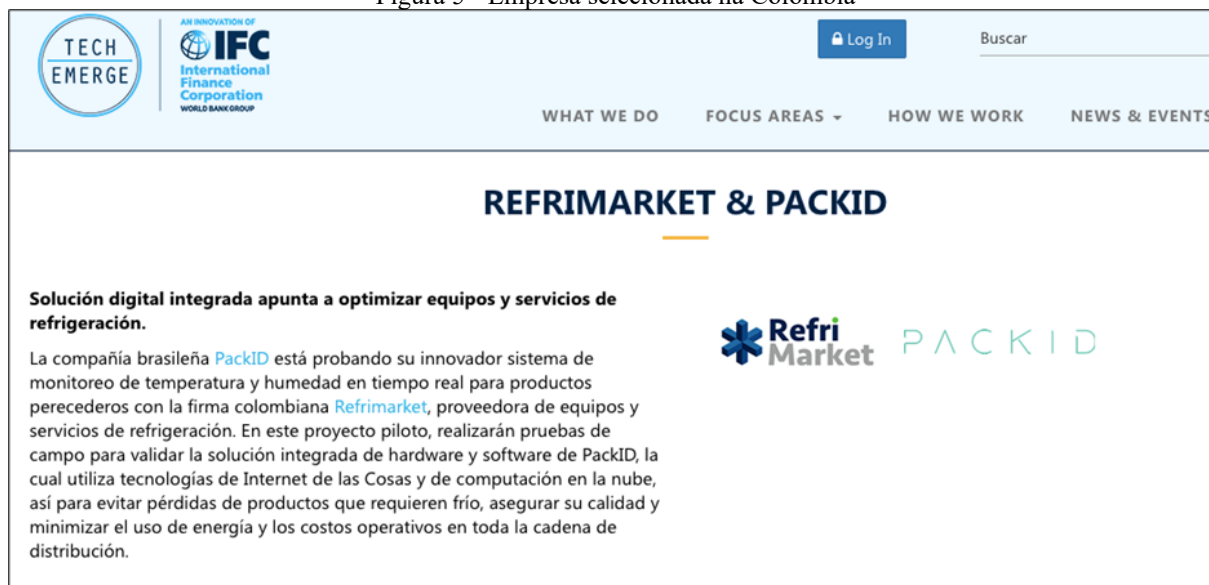 Figura 5 - Empresa selecionada na Colômbia
TECH
EMERGE
AN INNOVATION OF
IFC
International
Finance
Corporation
WORLD BANK GROUP
Log In
Buscar
WHAT WE DO
FOCUS AREAS
HOW WE WORK
NEWS & EVENTS
REFRIMARKET & PACKID
Solución digital integrada apunta a optimizar equipos y servicios de
refrigeración.
La compañía brasileña PackID está probando su innovador sistema de
monitoreo de temperatura y humedad en tiempo real para productos
perecederos con la firma colombiana Refrimarket, proveedora de equipos y
servicios de refrigeración. En este proyecto piloto, realizarán pruebas de
campo para validar la solución integrada de hardware y software de PackID, la
cual utiliza tecnologías de Internet de las Cosas y de computación en la nube,
así para evitar pérdidas de productos que requieren frío, asegurar su calidad y
minimizar el uso de energía y los costos operativos en toda la cadena de
distribución.
Refri
Market
PACKID